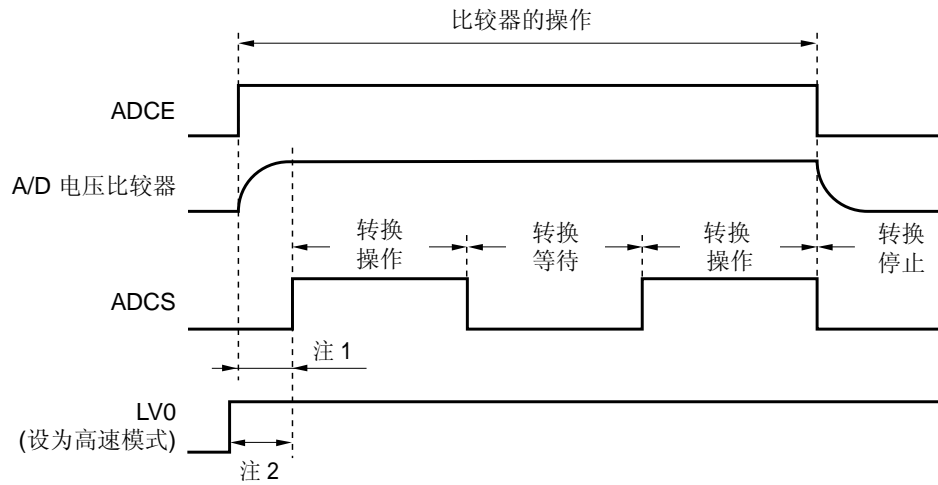 比较器的操作
ADCE
A/D 电压比较器
转换
操作
转换
等待
转换
操作
转换
停止
ADCS
注 1
LV0
(设为高速模式)
注 2